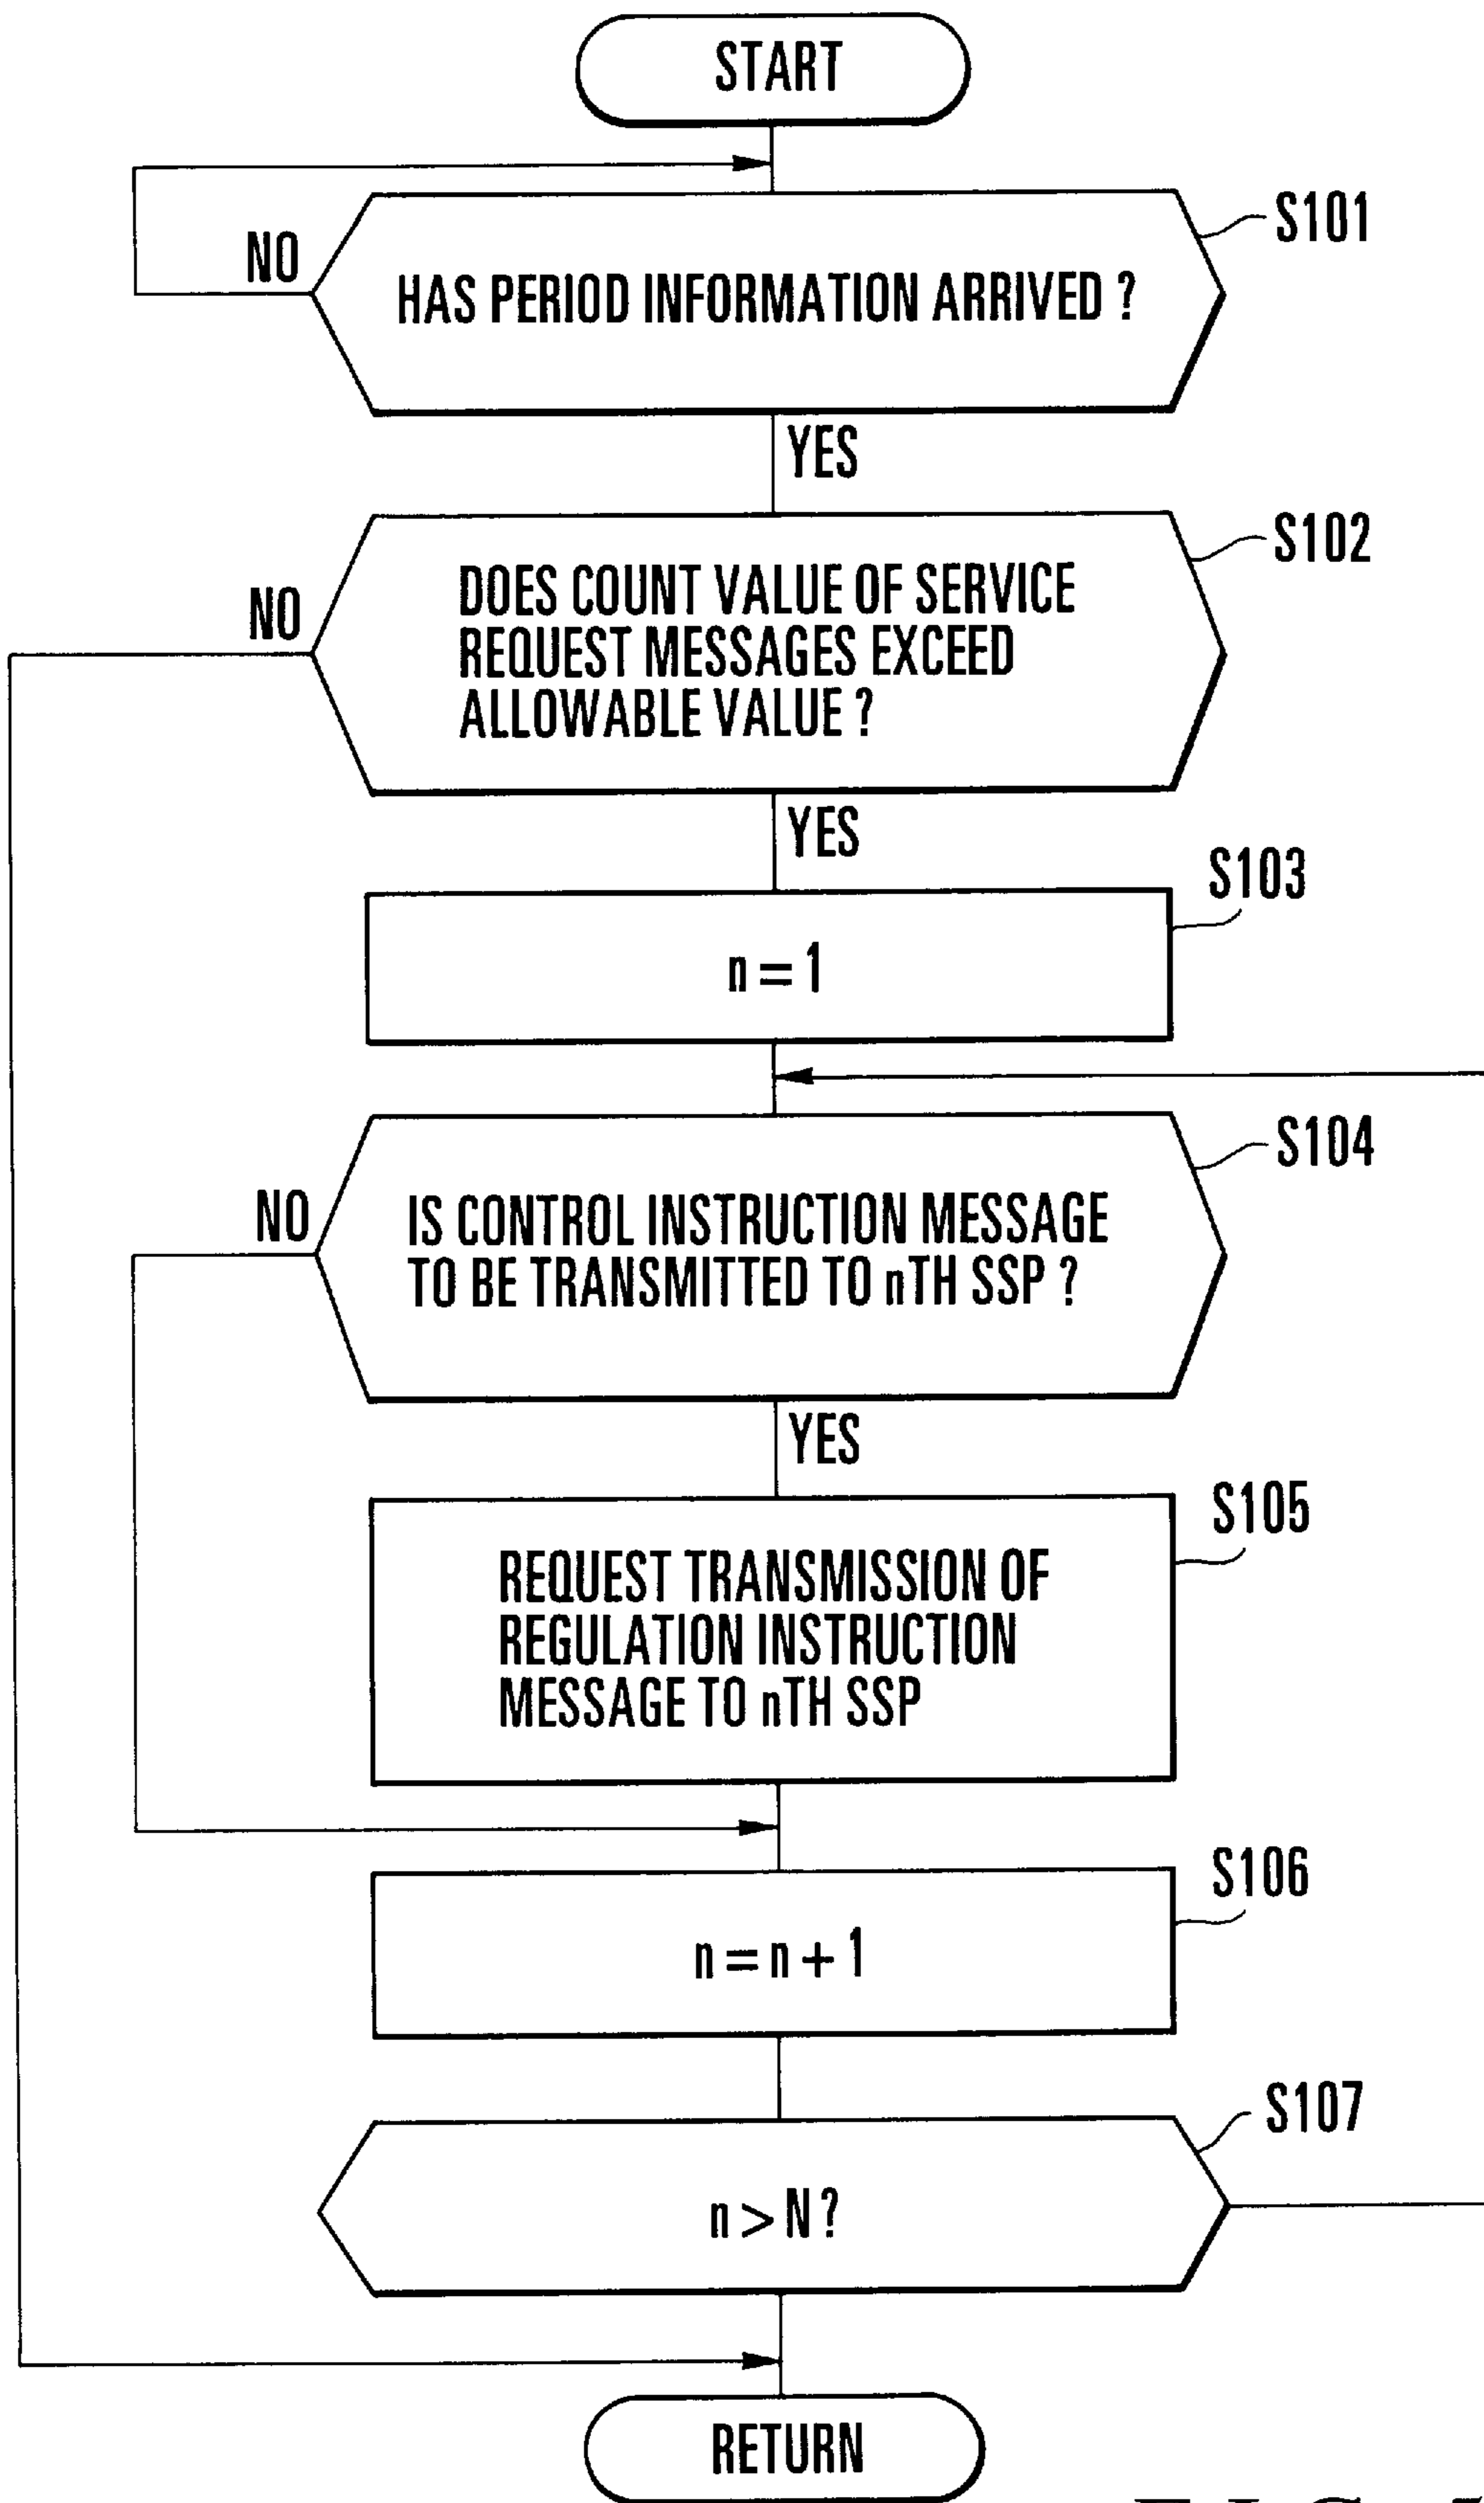 START
NO
S101
HAS PERIOD INFORMATION ARRIVED ?
YES
S102
NO
DOES COUNT VALUE OF SERVICE
REQUEST MESSAGES EXCEED
ALLOWABLE VALUE ?
YES
S103
n = 1
S104
NO
IS CONTROL INSTRUCTION MESSAGE
TO BE TRANSMITTED TO nTH SSP ?
YES
S105
REQUEST TRANSMISSION OF
REGULATION INSTRUCTION
MESSAGE TO nTH SSP
S106
n = n + 1
S107
n > N ?
RETURN